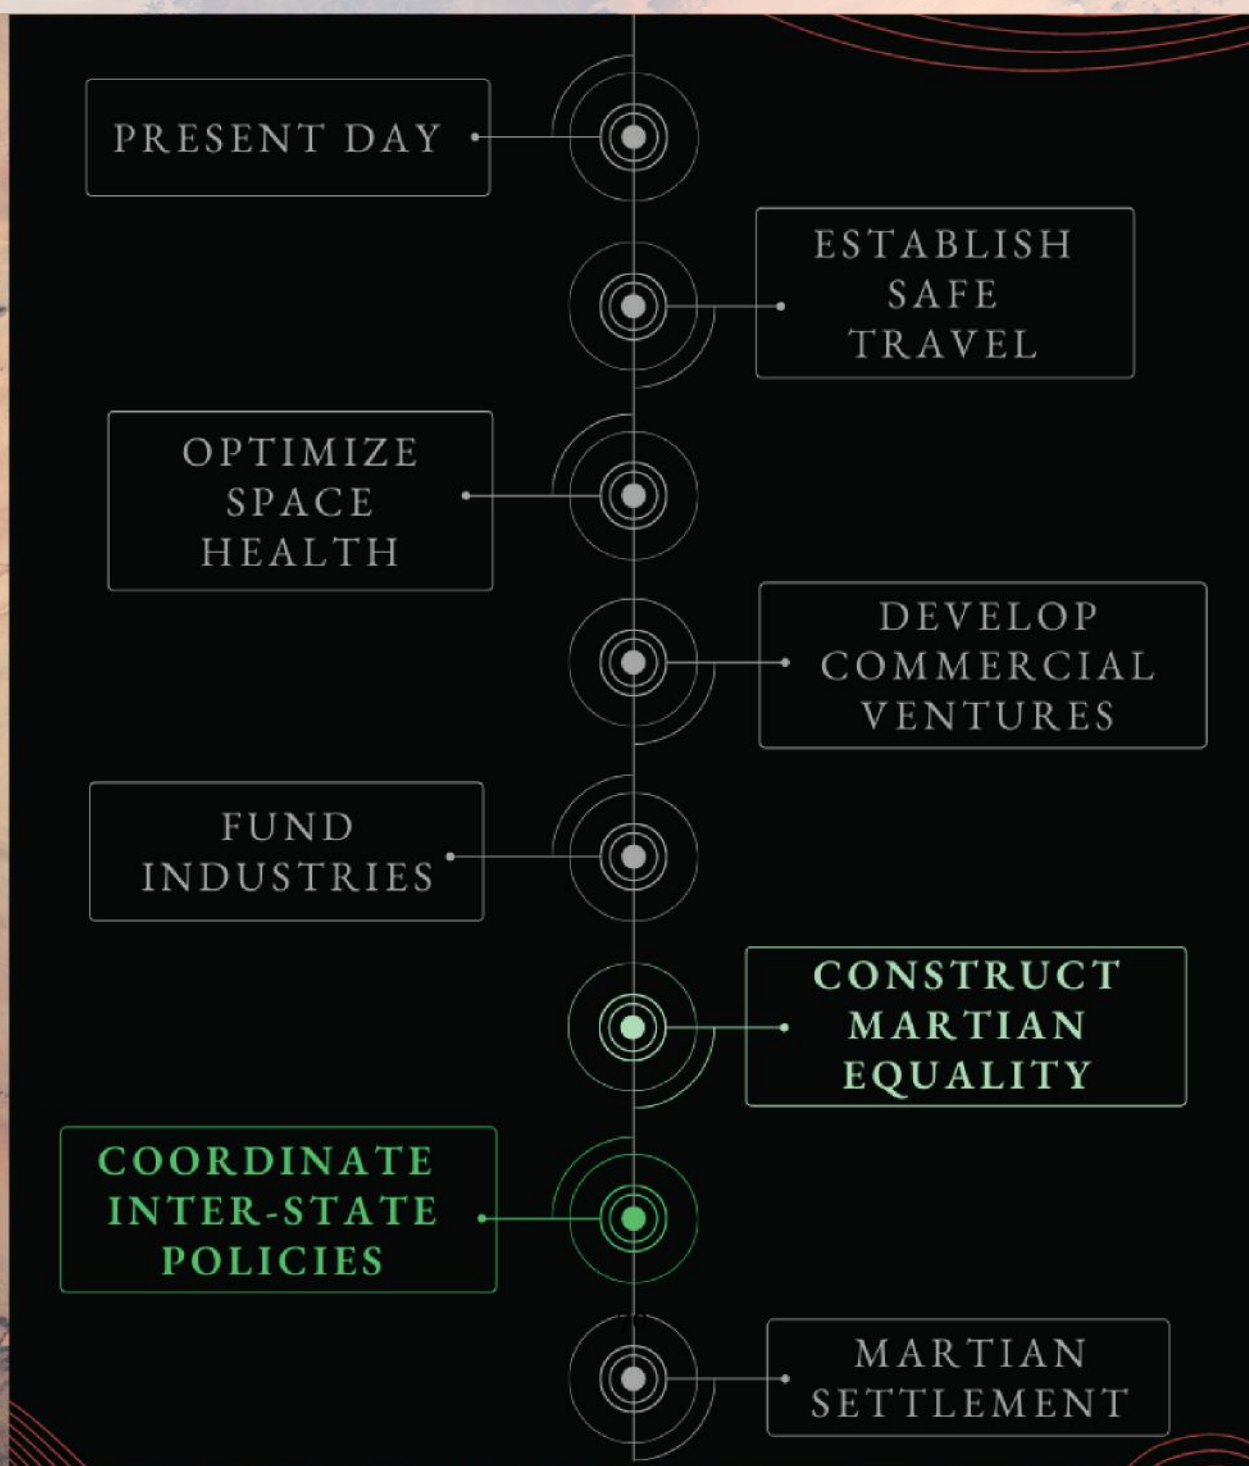 PRESENT DAY
ESTABLISH
SAFE
TRAVEL
OPTIMIZE
SPACE
HEALTH
DEVELOP
COMMERCIAL
VENTURES
FUND
INDUSTRIES
CONSTRUCT
MARTIAN
EQUALITY
COORDINATE
INTER-STATE
POLICIES
MARTIAN
SETTLEMENT